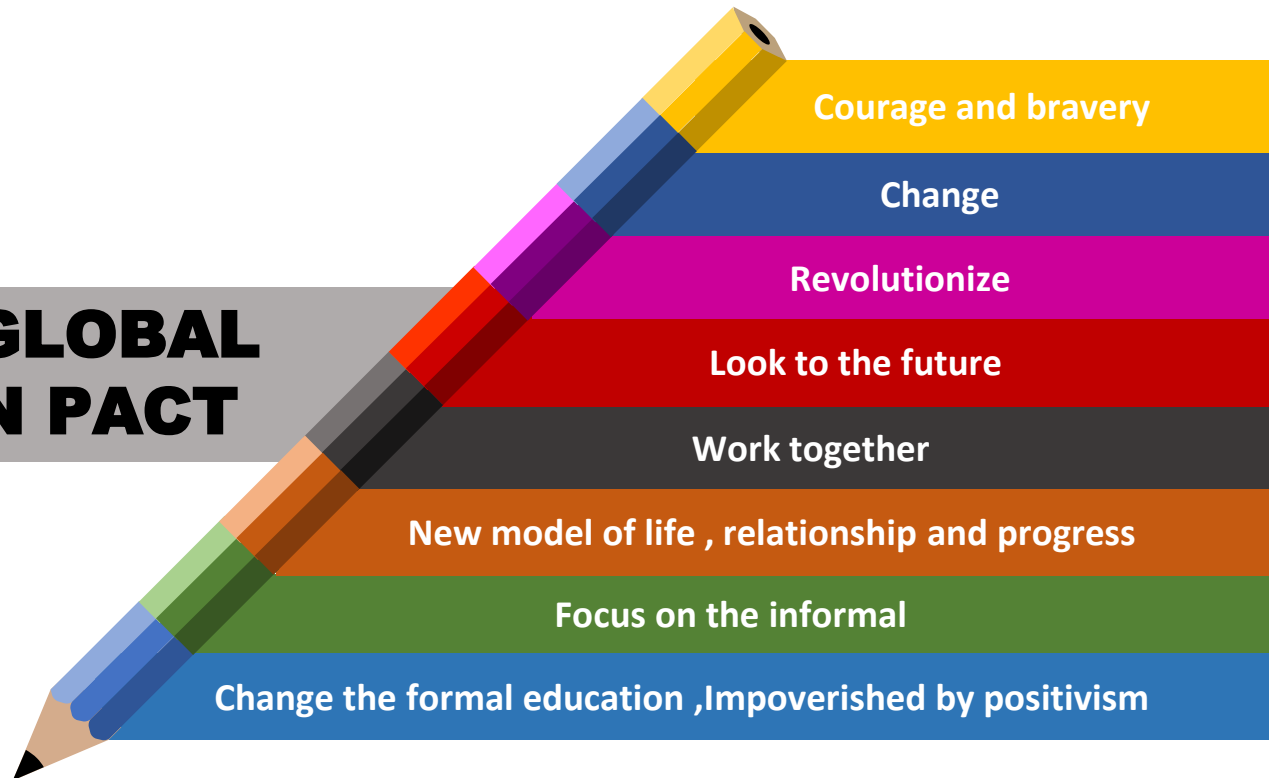 Courage and bravery
Change
Revolutionize
GLOBAL
Look to the future
PACT
Work together
New model of life , relationship and progress
Focus on the informal
Change the formal education ,Impoverished by positivism